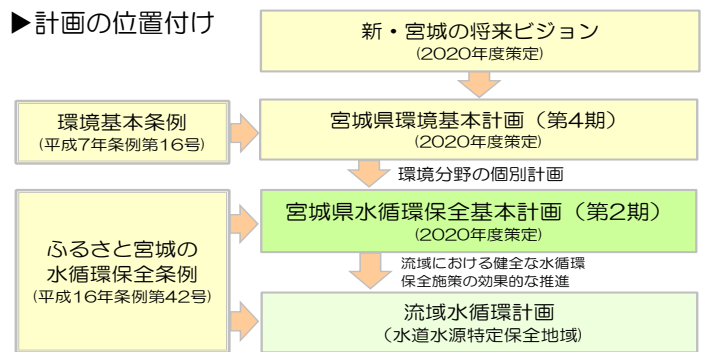 ▶計画の位置付け
新・宮城の将来ビジョン
(2020年度策定)
環境基本条例
(平成7年条例第16号)
宮城県環境基本計画（第4期）
(2020年度策定)
環境分野の個別計画
ふるさと宮城の
水循環保全条例
(平成16年条例第42号)
宮城県水循環保全基本計画（第2期）
(2020年度策定)
流域における健全な水循環
保全施策の効果的な推進
流域水循環計画
（水道水源特定保全地域）